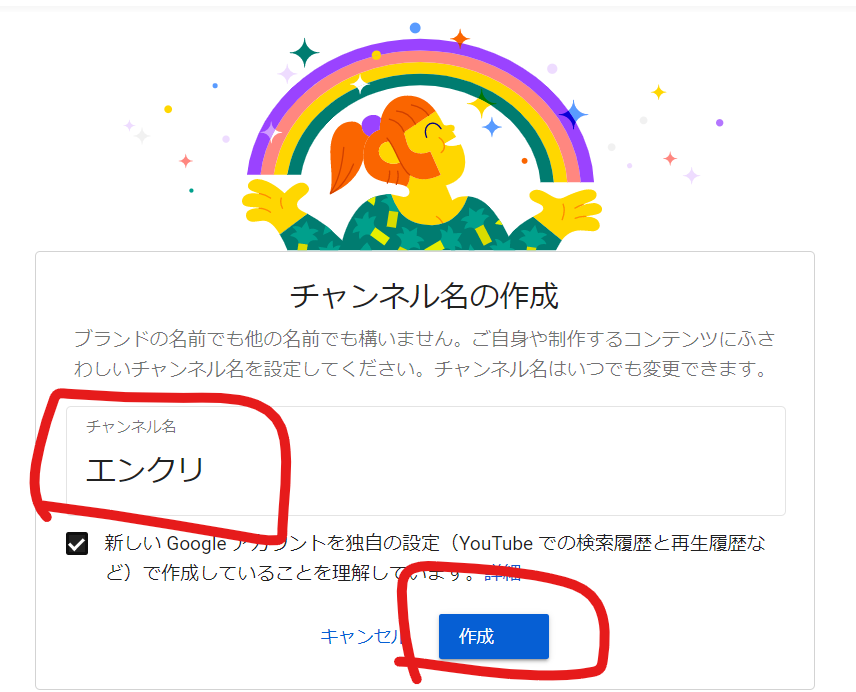 チャンネル名の作成
ブランドの名前でも他の名前でも構いません。ご自身や制作するコンテンツにふさ
わしいチャンネル名を設定してください。チャンネル名はいつでも変更できます。
チャンネル名
エンクリ
新しい Google アカウントを独自の設定（YouTube での検索履歴と再生履歴な
ど）で作成していることを理解しています。詳細
キャンセル
作成